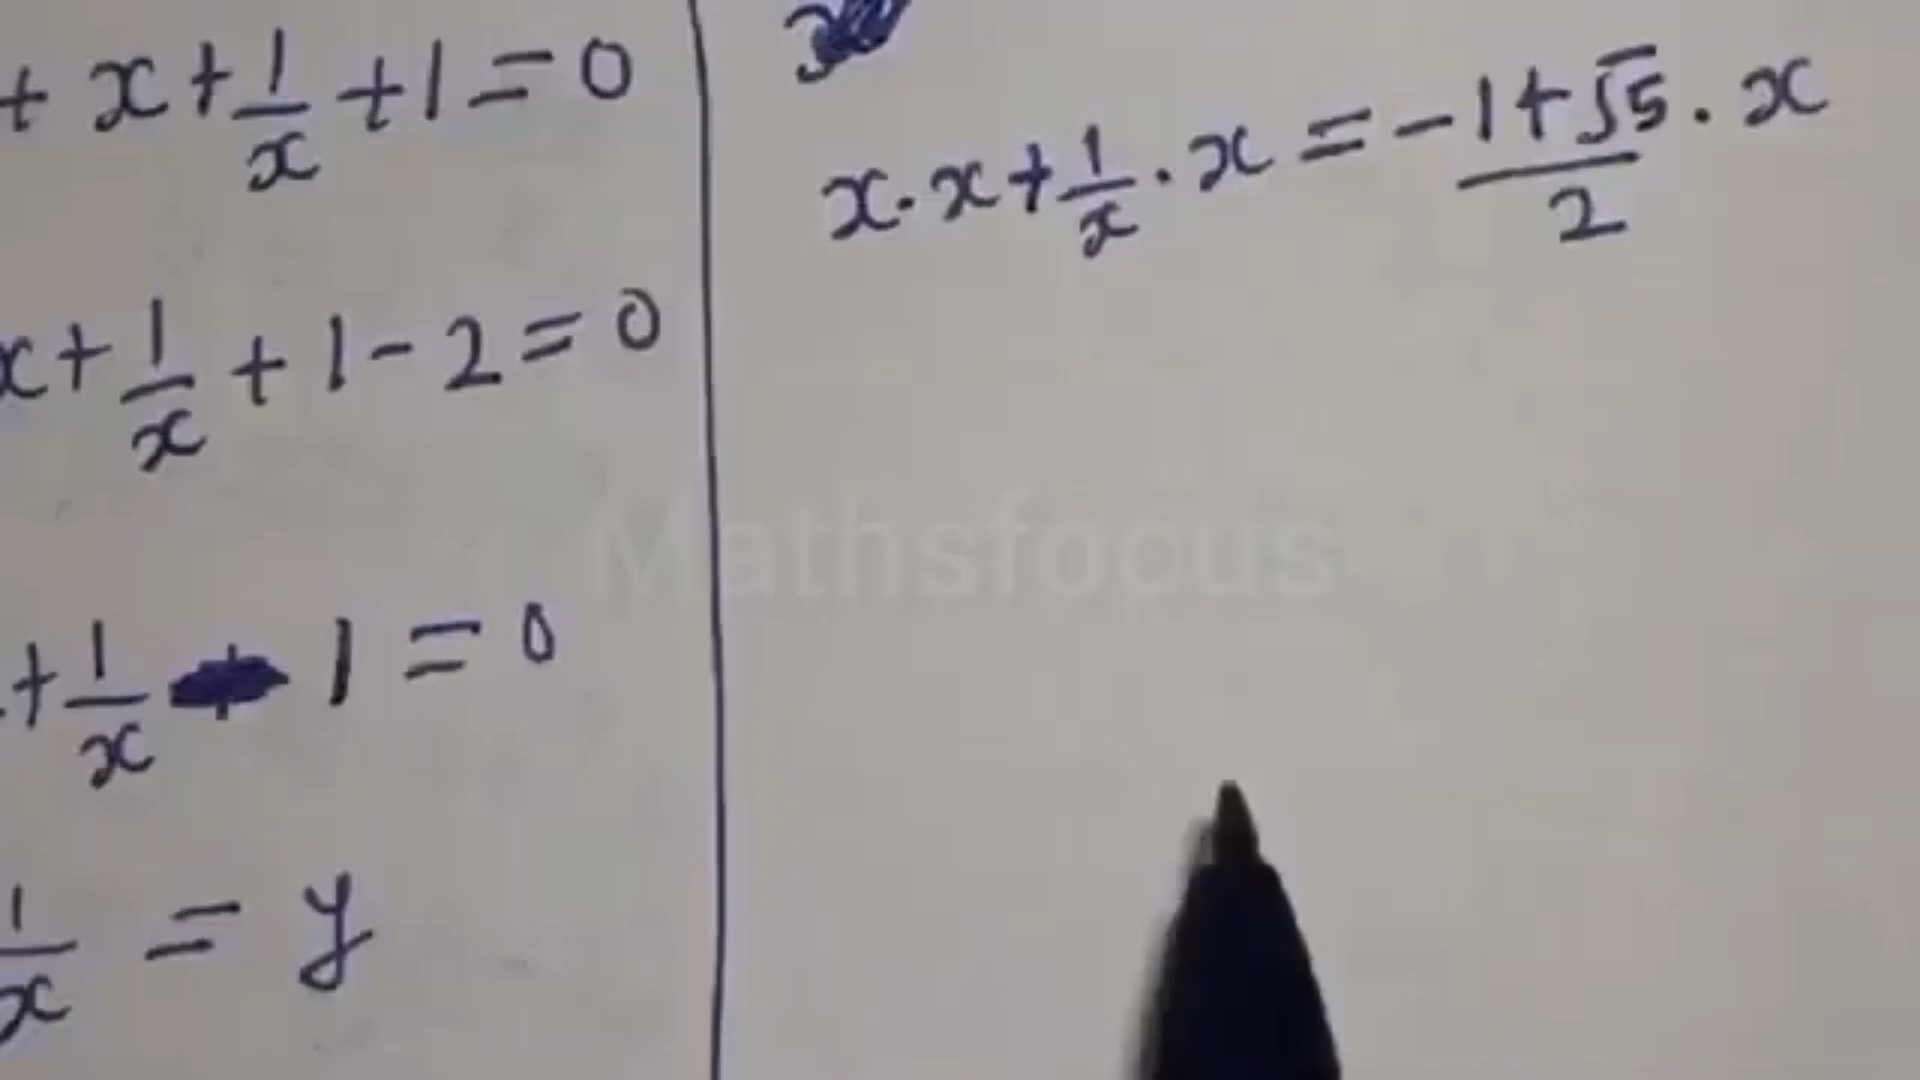 + x + 1/x + 1 = 0
x + 1/x + 1 - 2 = 0
+ 1/x 1 = 0
1/x = y
x · x + 1/x · x = -1+√5/2 · x
Mathsfocus